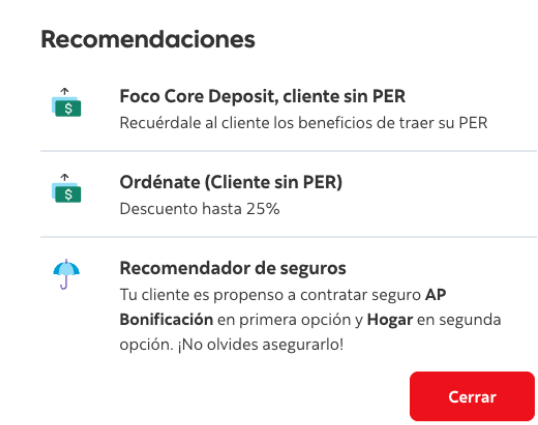 Recomendaciones
Foco Core Deposit, cliente sin PER
Recuérdale al cliente los beneficios de traer su PER
Ordénate (Cliente sin PER)
Descuento hasta 25%
Recomendador de seguros
Tu cliente es propenso a contratar seguro AP
Bonificación en primera opción y Hogar en segunda
opción. ¡No olvides asegurarlo!
Cerrar